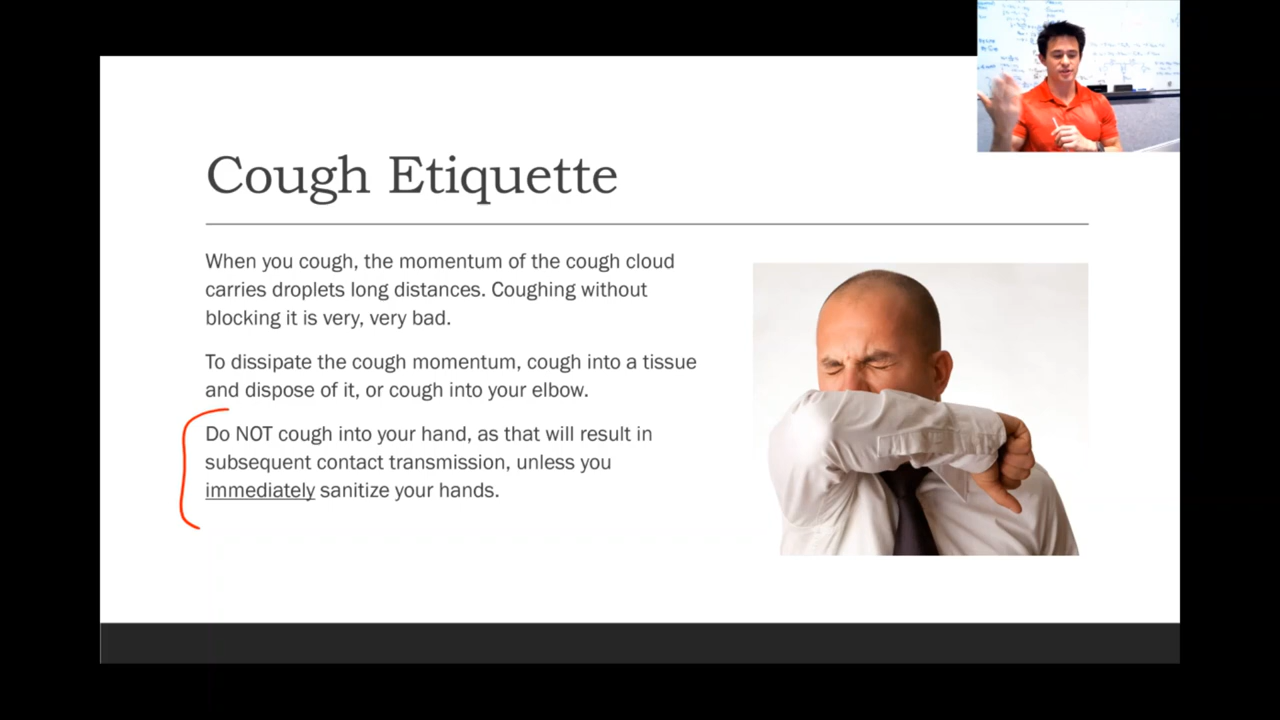 Cough Etiquette
When you cough, the momentum of the cough cloud
carries droplets long distances. Coughing without
blocking it is very, very bad.
To dissipate the cough momentum, cough into a tissue
and dispose of it, or cough into your elbow.
Do NOT cough into your hand, as that will result in
subsequent contact transmission, unless you
immediately sanitize your hands.